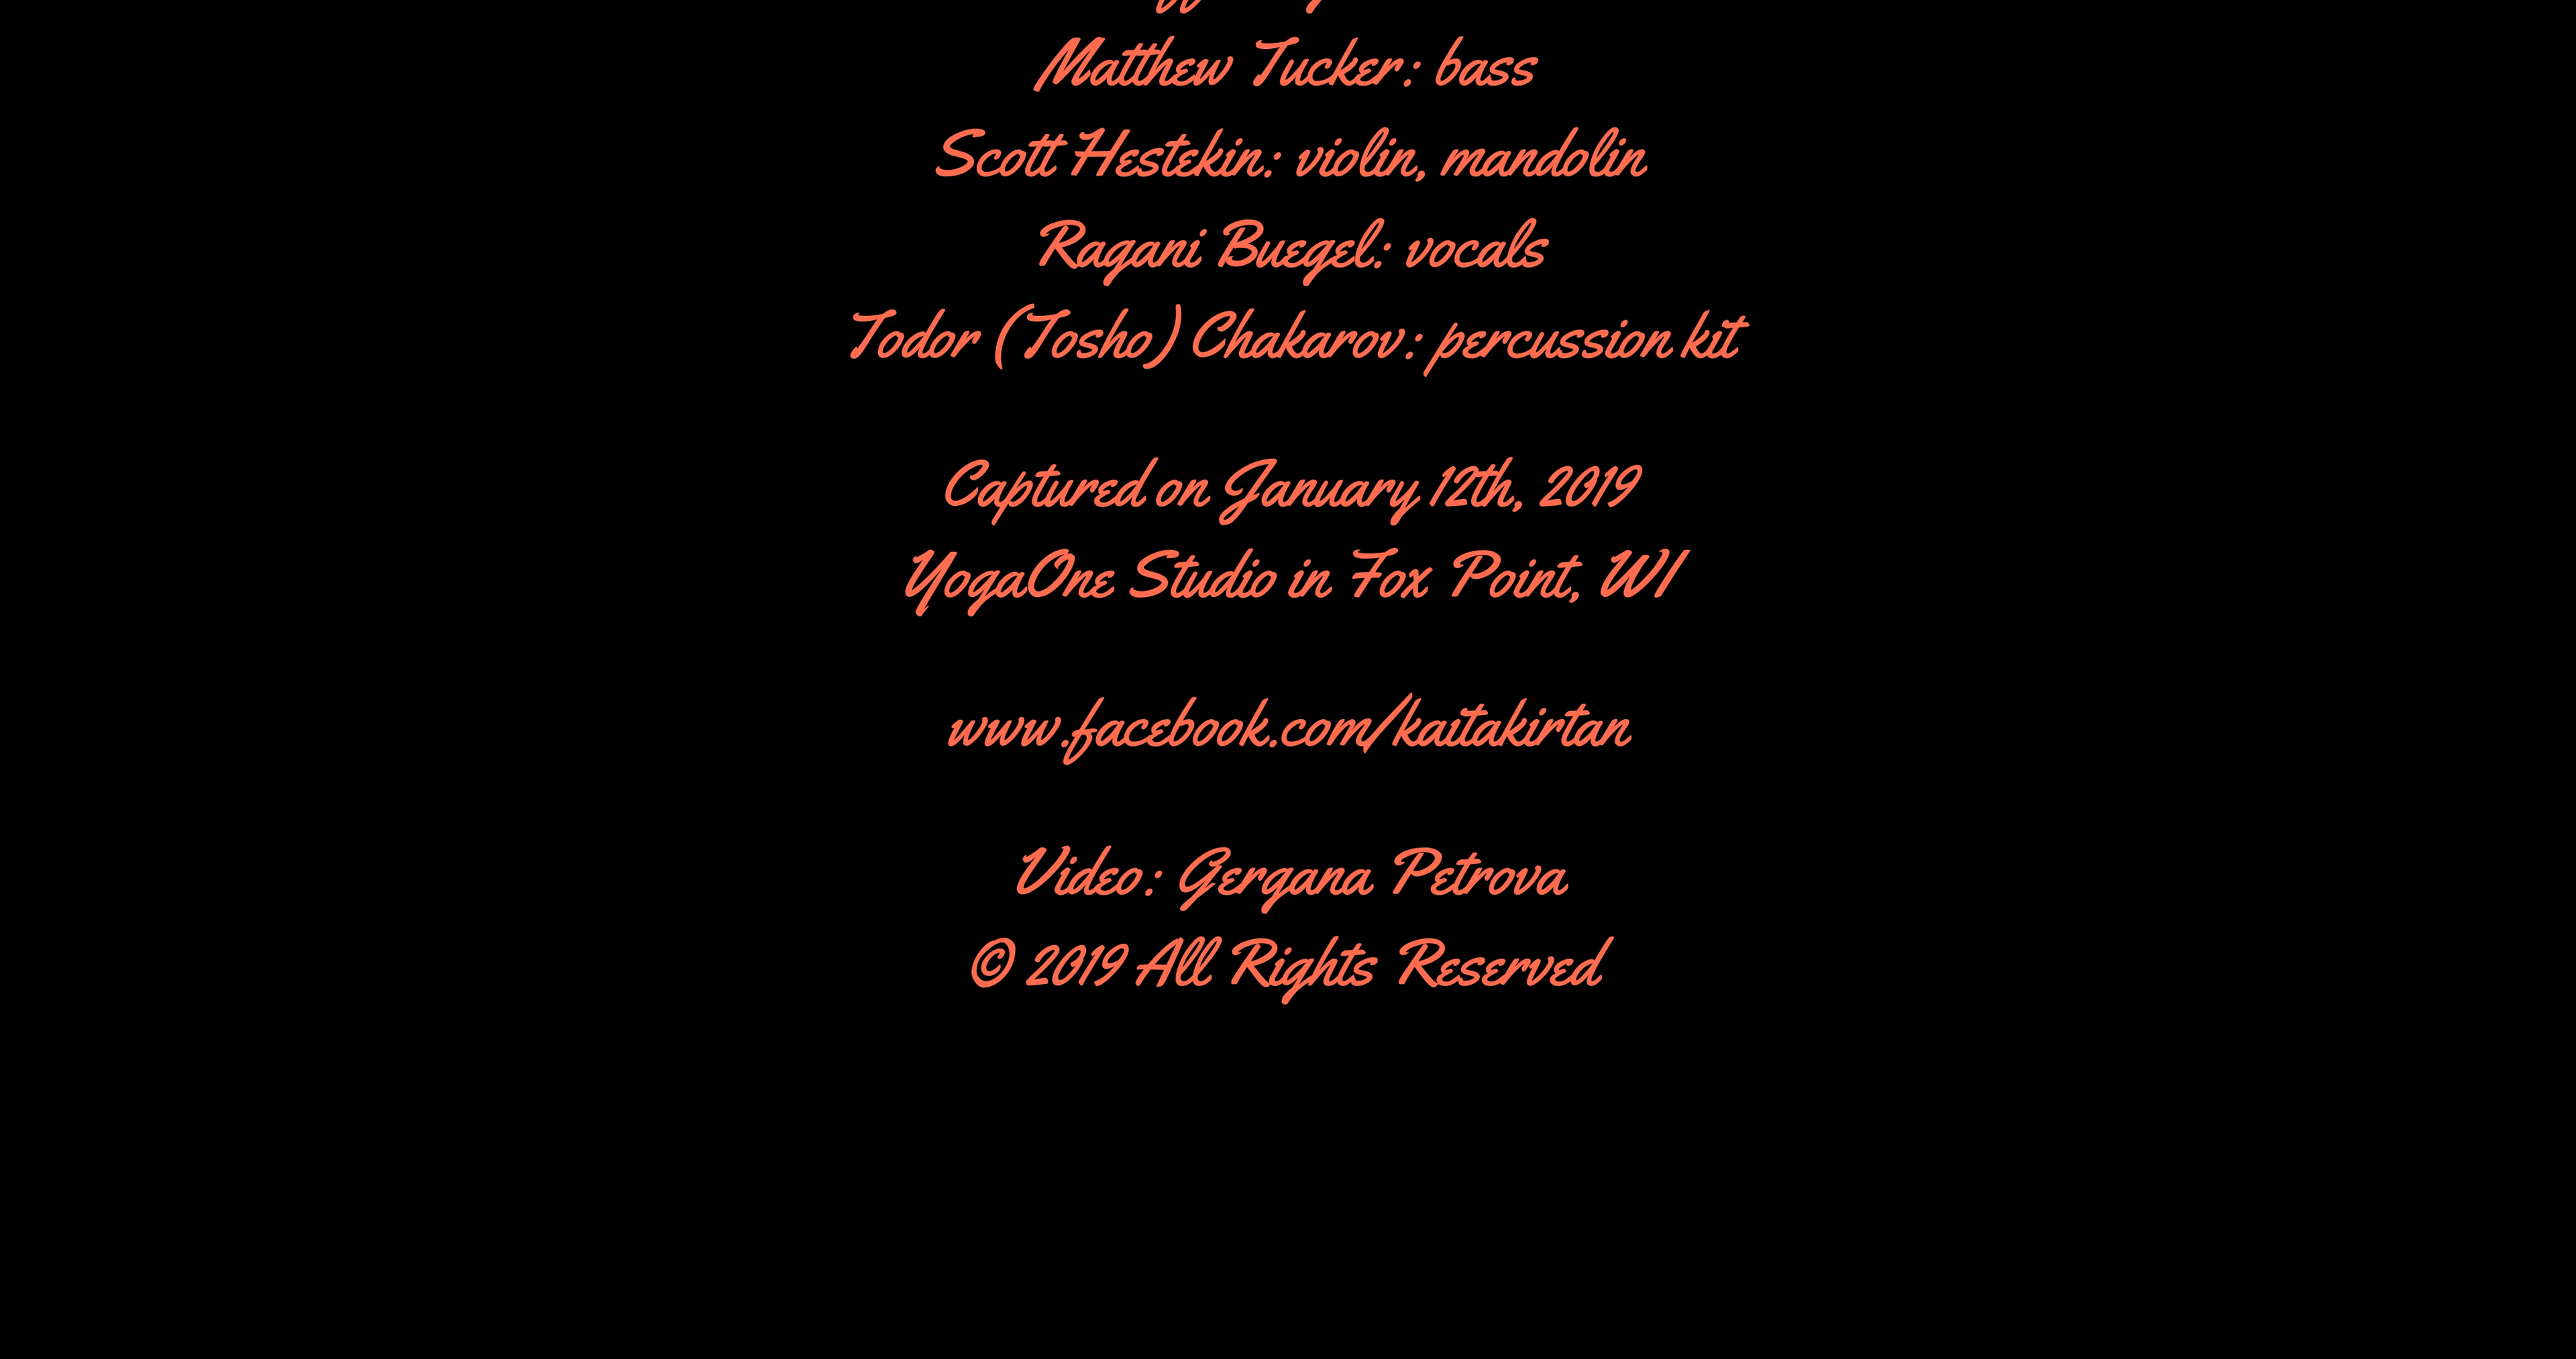 Matthew Tucker: bass
Scott Hestekin: violin, mandolin
Ragani Buegel: vocals
Todor (Tosho) Chakarov: percussion kit
Captured on January 12th, 2019
YogaOne Studio in Fox Point, WI
www.facebook.com/kaitakirtan
Video: Gergana Petrova
© 2019 All Rights Reserved